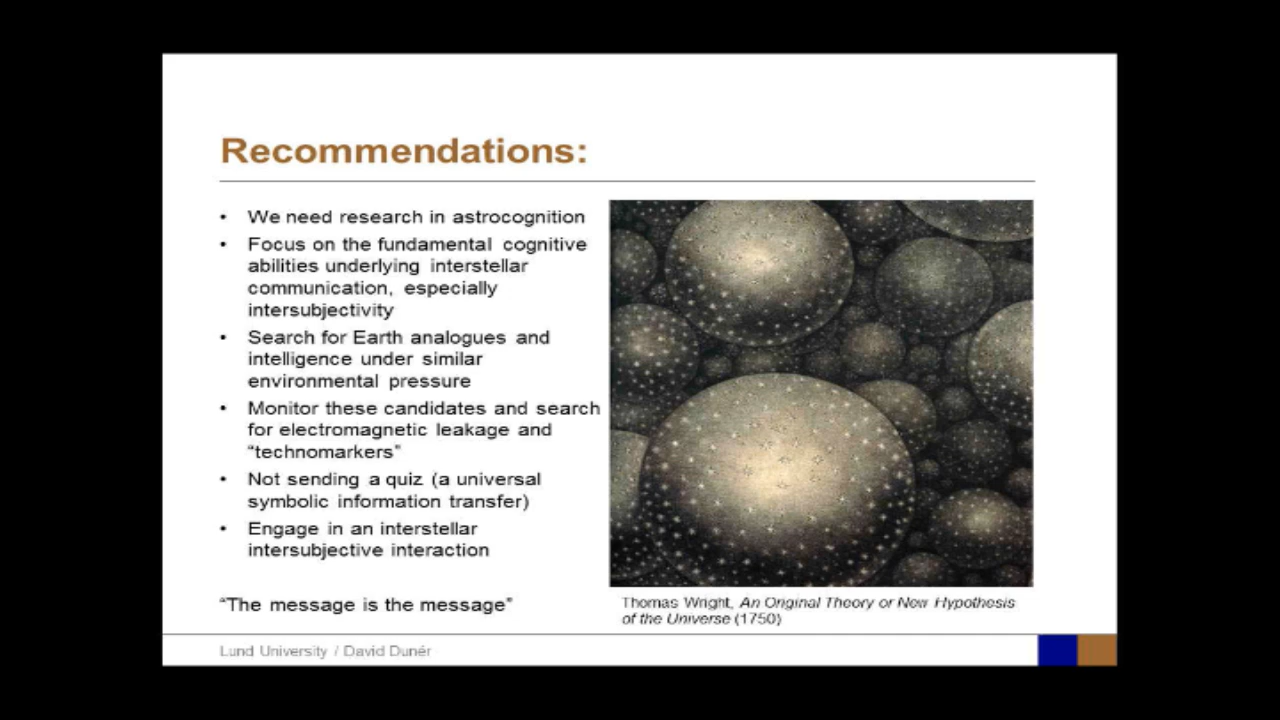 Recommendations:
• We need research in astrocognition
• Focus on the fundamental cognitive
abilities underlying interstellar
communication, especially
intersubjectivity
• Search for Earth analogues and
intelligence under similar
environmental pressure
• Monitor these candidates and search
for electromagnetic leakage and
“technomarkers”
• Not sending a quiz (a universal
symbolic information transfer)
• Engage in an interstellar
intersubjective interaction
“The message is the message”
Thomas Wright, An Original Theory or New Hypothesis
of the Universe (1750)
Lund University / David Dunér